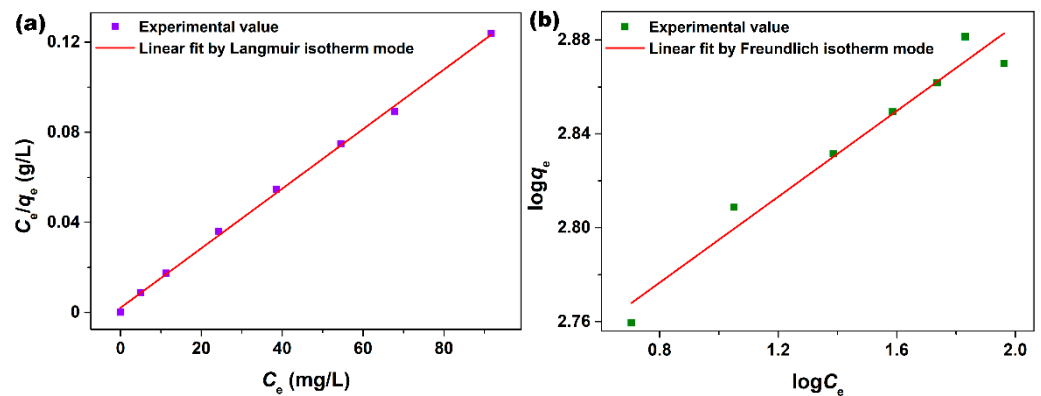 (a)
Experimental value
Linear fit by Langmuir isotherm mode
0.12
0.08
0.04
0
Ce/qe (g/L)
0 20 40 60 80
Ce (mg/L)
(b)
Experimental value
Linear fit by Freundlich isotherm mode
2.88
2.84
2.80
2.76
logqe
0.8 1.2 1.6 2.0
logCe